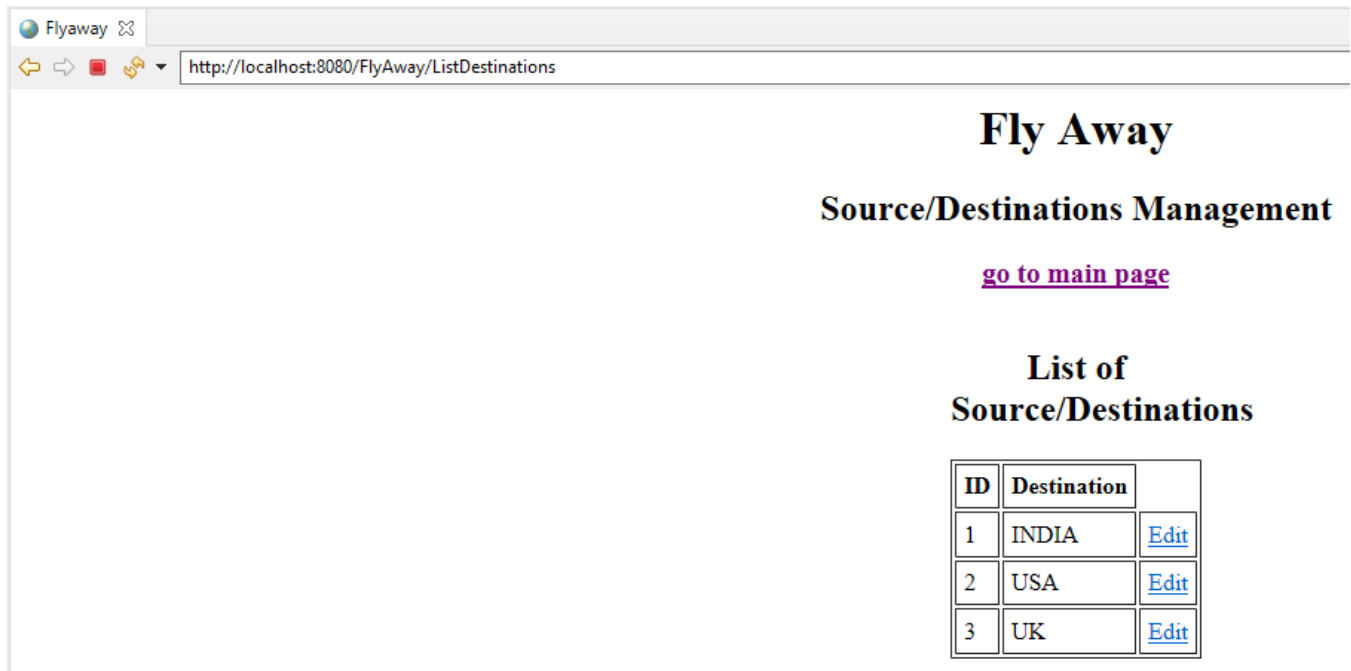 Flyaway
http://localhost:8080/FlyAway/ListDestinations
Fly Away
Source/Destinations Management
go to main page
List of
Source/Destinations
ID Destination
1 INDIA Edit
2 USA Edit
3 UK Edit